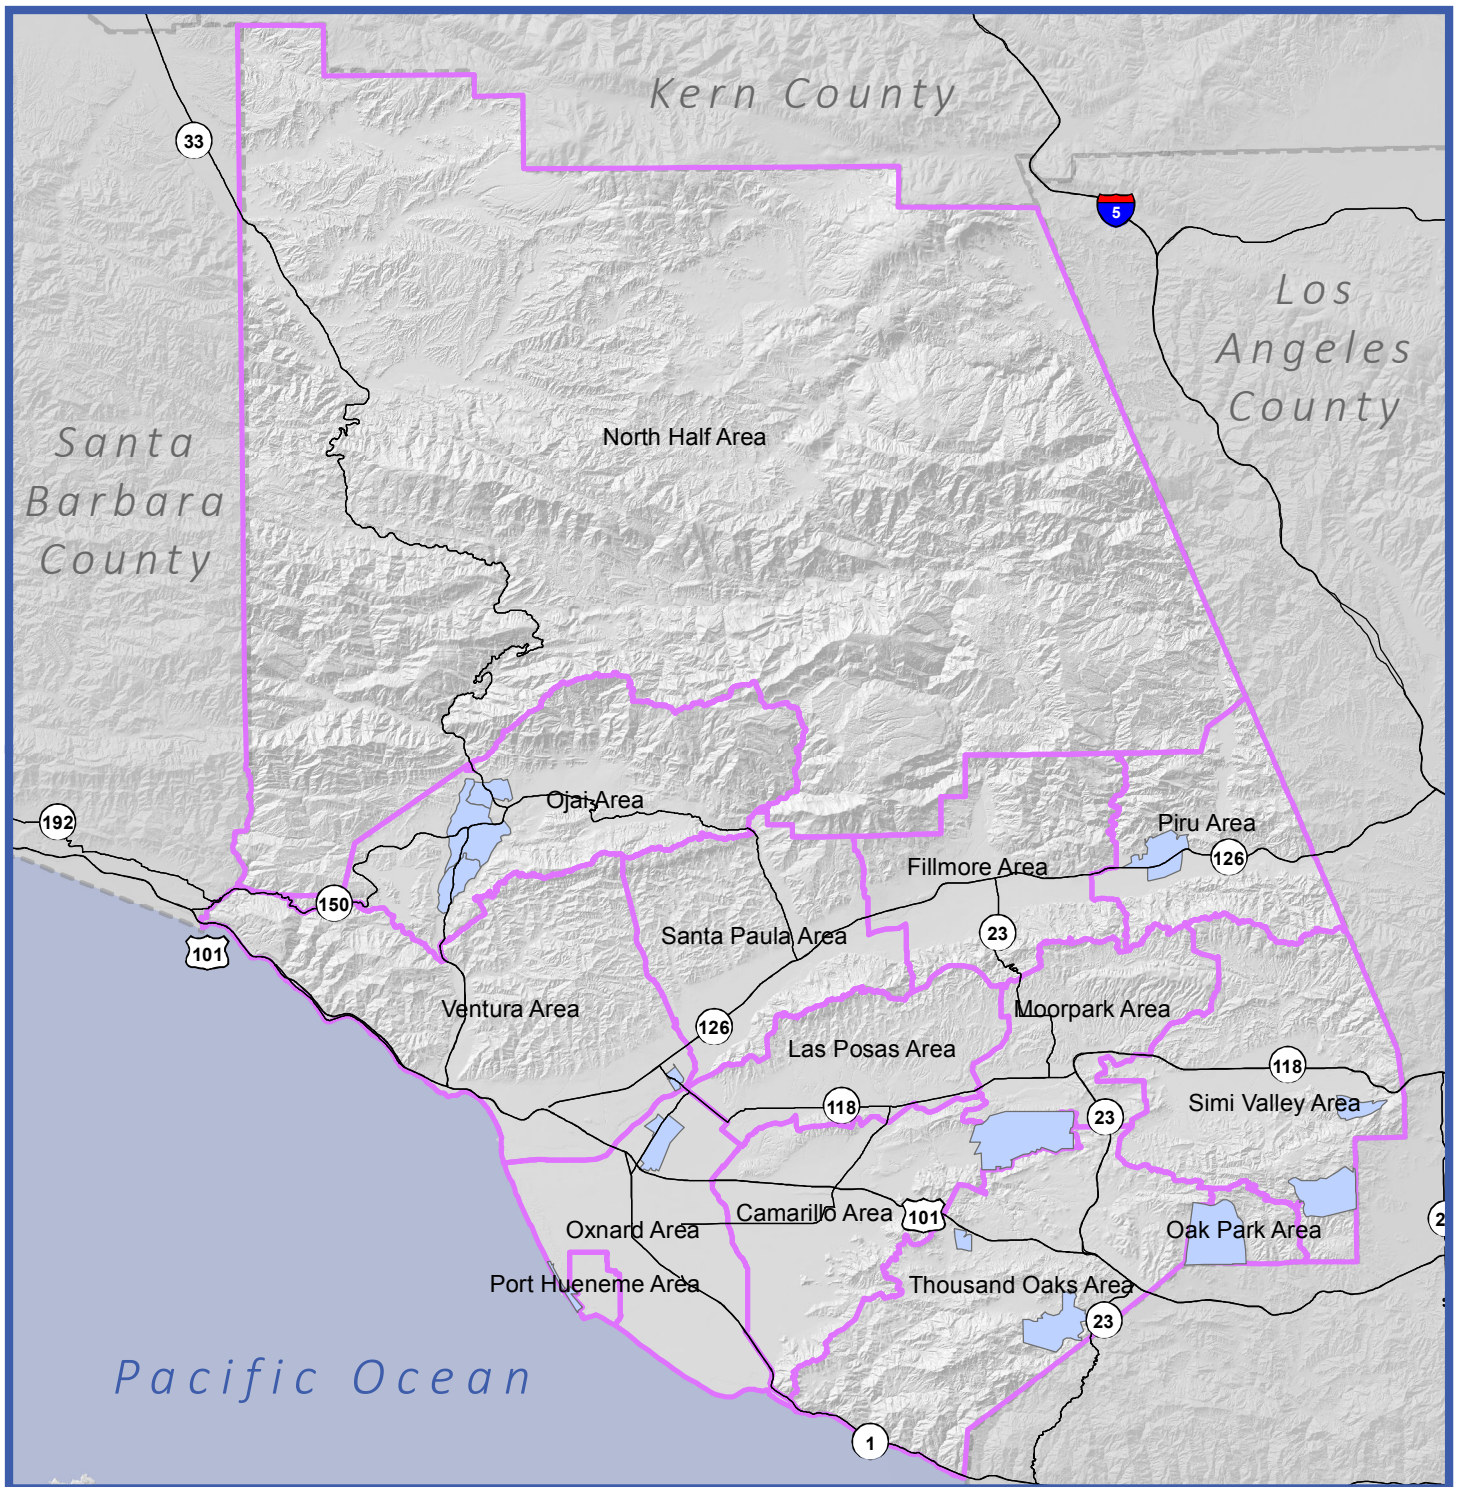 Kern County
33
5
Los
Angeles
County
North Half Area
Santa
Barbara
County
Ojai Area
192
Piru Area
126
Fillmore Area
150
23
Santa Paula Area
101
Ventura Area
Moorpark Area
126
Las Posas Area
118
118
Simi Valley Area
23
Camarillo Area
101
2
Oxnard Area
Oak Park Area
Port Hueneme Area
Thousand Oaks Area
23
Pacific Ocean
1